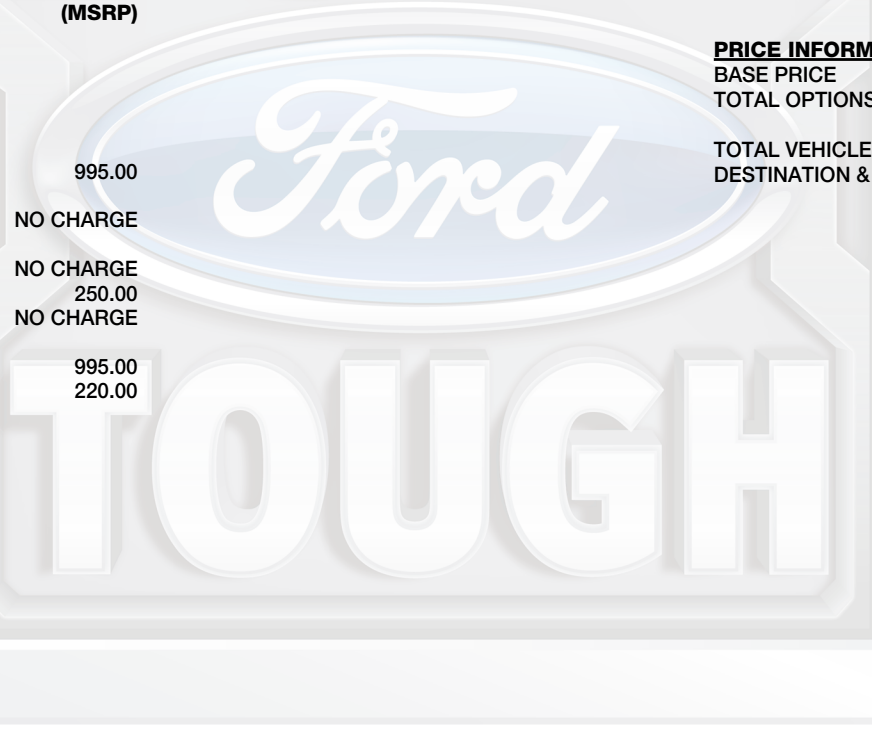 (MSRP)
995.00
NO CHARGE
NO CHARGE
250.00
NO CHARGE
995.00
220.00
PRICE INFORM
BASE PRICE
TOTAL OPTIONS
TOTAL VEHICLE
DESTINATION &
Ford
TOUGH